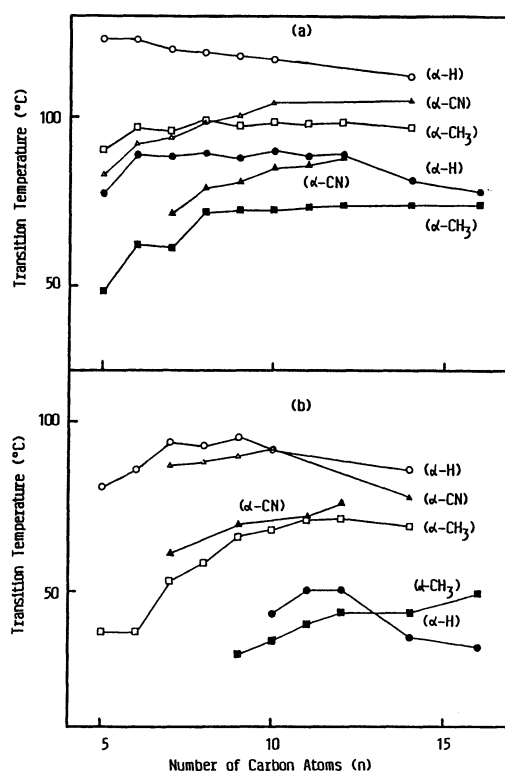 (a)
(α-H)
(α-CN)
(α-CH₃)
(α-H)
(α-CN)
(α-CH₃)
100
50
Transition Temperature (°C)
(b)
(α-H)
(α-CN)
(α-CN)
(α-CH₃)
(α-CH₃)
(α-H)
100
50
Transition Temperature (°C)
5 10 15
Number of Carbon Atoms (n)